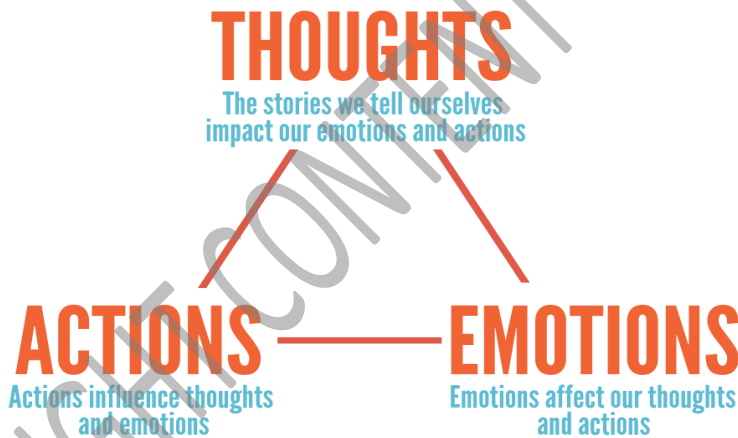 THOUGHTS
The stories we tell ourselves
impact our emotions and actions
ACTIONS
Actions influence thoughts
and emotions
EMOTIONS
Emotions affect our thoughts
and actions
CONTENT